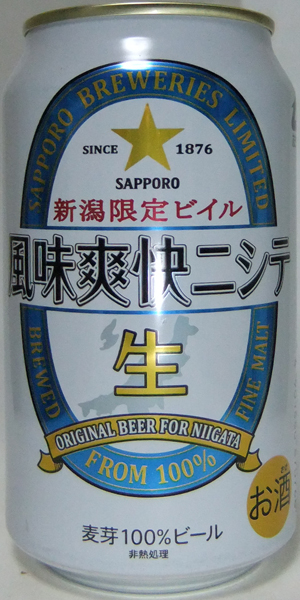 SAPPORO BREWERIES LIMITED
SINCE 1876
SAPPORO
新潟限定ビイル
風味爽快ニシテ
生
BREWED
FINE MALT
ORIGINAL BEER FOR NIIGATA
FROM 100%
お酒
麦芽100%ビール
非熱処理